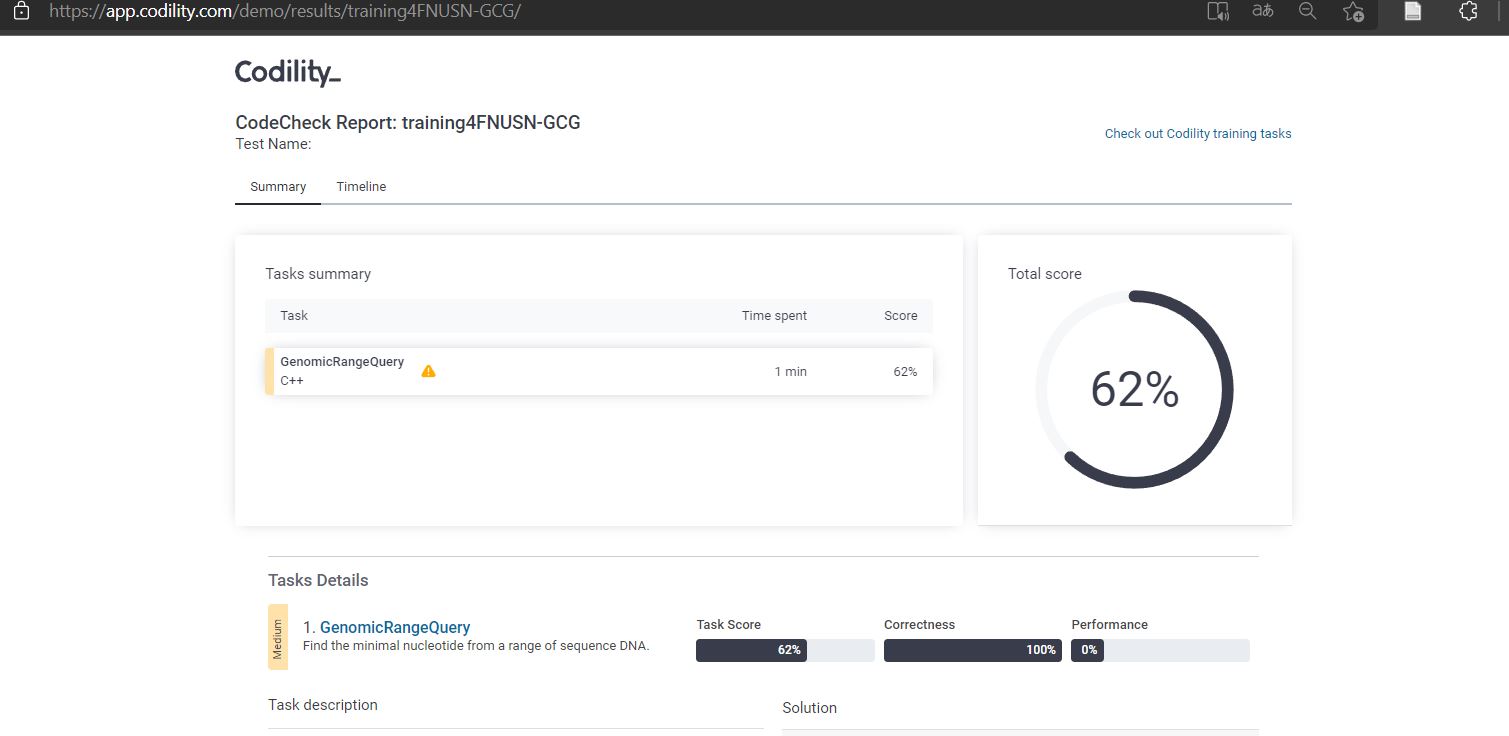 https://app.codility.com/demo/results/training4FNUSN-GCG/
aあ
Codility_
CodeCheck Report: training4FNUSN-GCG
Test Name:
Check out Codility training tasks
Summary Timeline
Tasks summary
Task Time spent Score
GenomicRangeQuery
C++
1 min 62%
Total score
62%
Tasks Details
Medium
1. GenomicRangeQuery
Find the minimal nucleotide from a range of sequence DNA.
Task Score Correctness Performance
62% 100% 0%
Task description
Solution